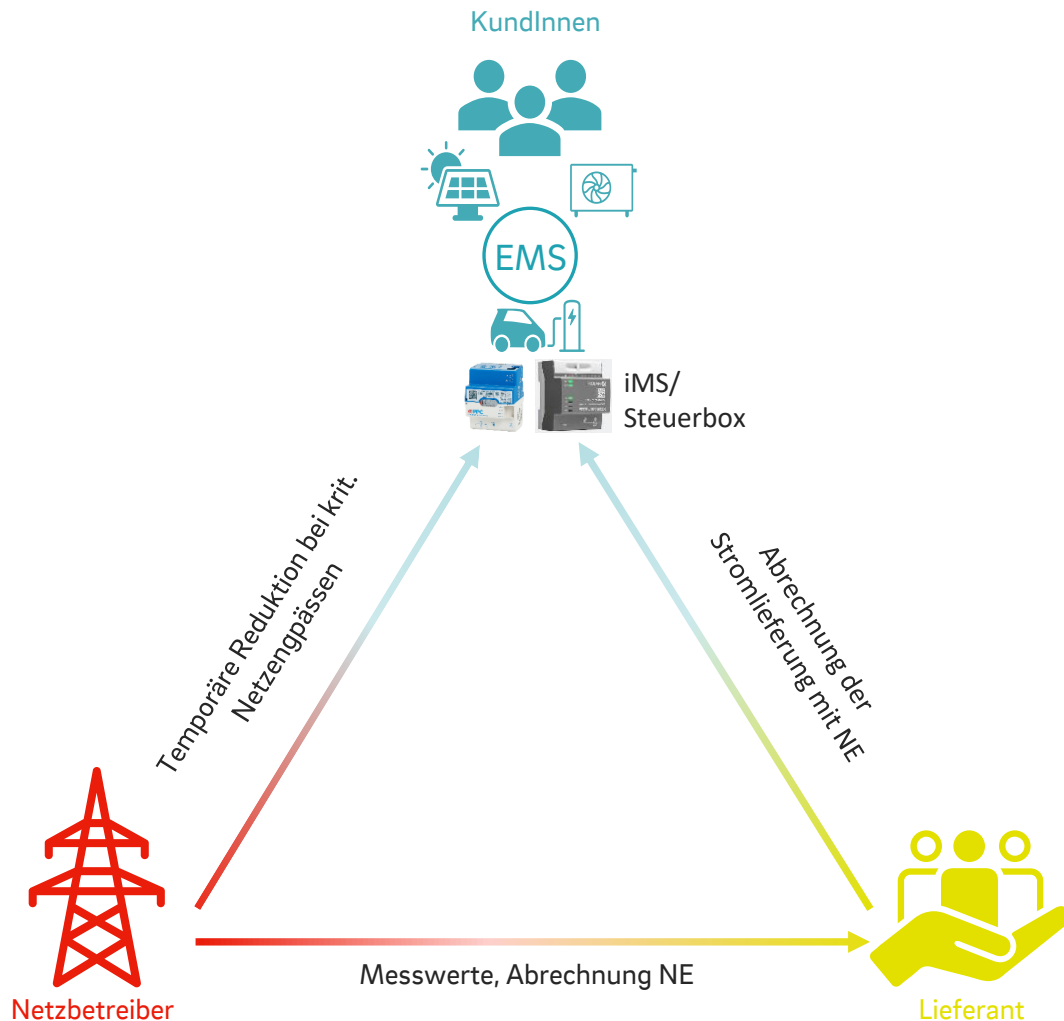 KundInnen
EMS
iMS/
Steuerbox
PPC
Temporäre Reduktion bei krit.
Netzengpässen
Abrechnung der
Stromlieferung mit NE
Messwerte, Abrechnung NE
Netzbetreiber
Lieferant